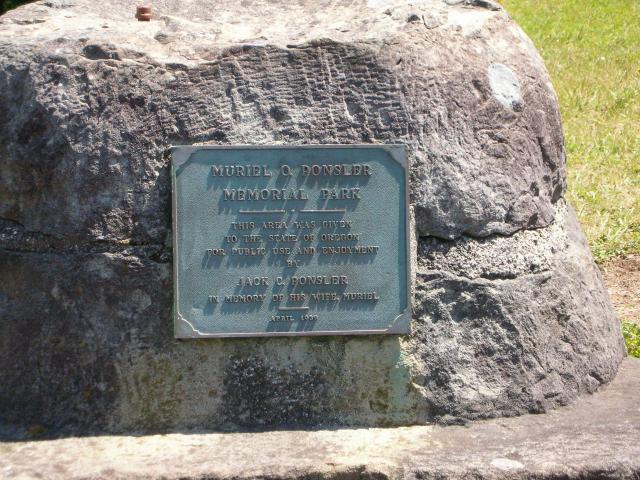 MURIEL O. PONSLER
MEMORIAL PARK
THIS AREA WAS GIVEN
TO THE STATE OF OREGON
FOR PUBLIC USE AND ENJOYMENT
BY
JACK C. PONSLER
IN MEMORY OF HIS WIFE, MURIEL
APRIL 1939